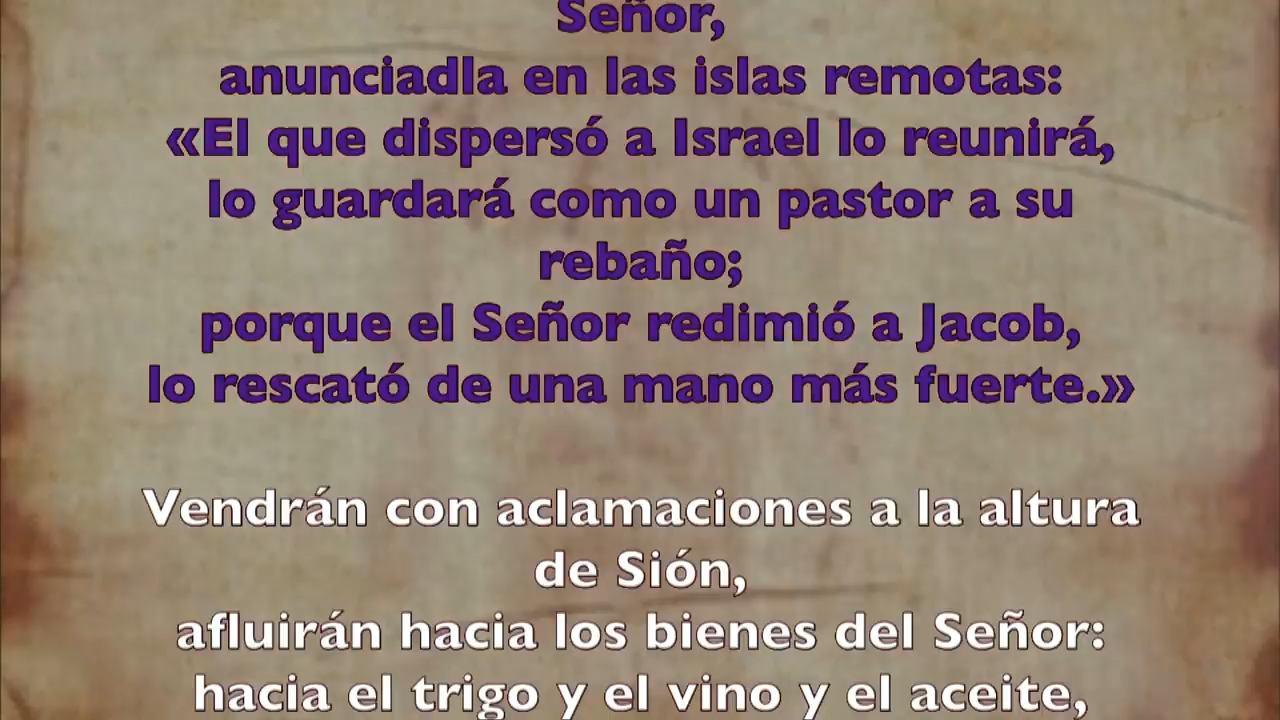 Señor,
anunciadla en las islas remotas:
«El que dispersó a Israel lo reunirá,
lo guardará como un pastor a su
rebaño;
porque el Señor redimió a Jacob,
lo rescató de una mano más fuerte.»
Vendrán con aclamaciones a la altura
de Sión,
afluirán hacia los bienes del Señor:
hacia el trigo y el vino y el aceite,